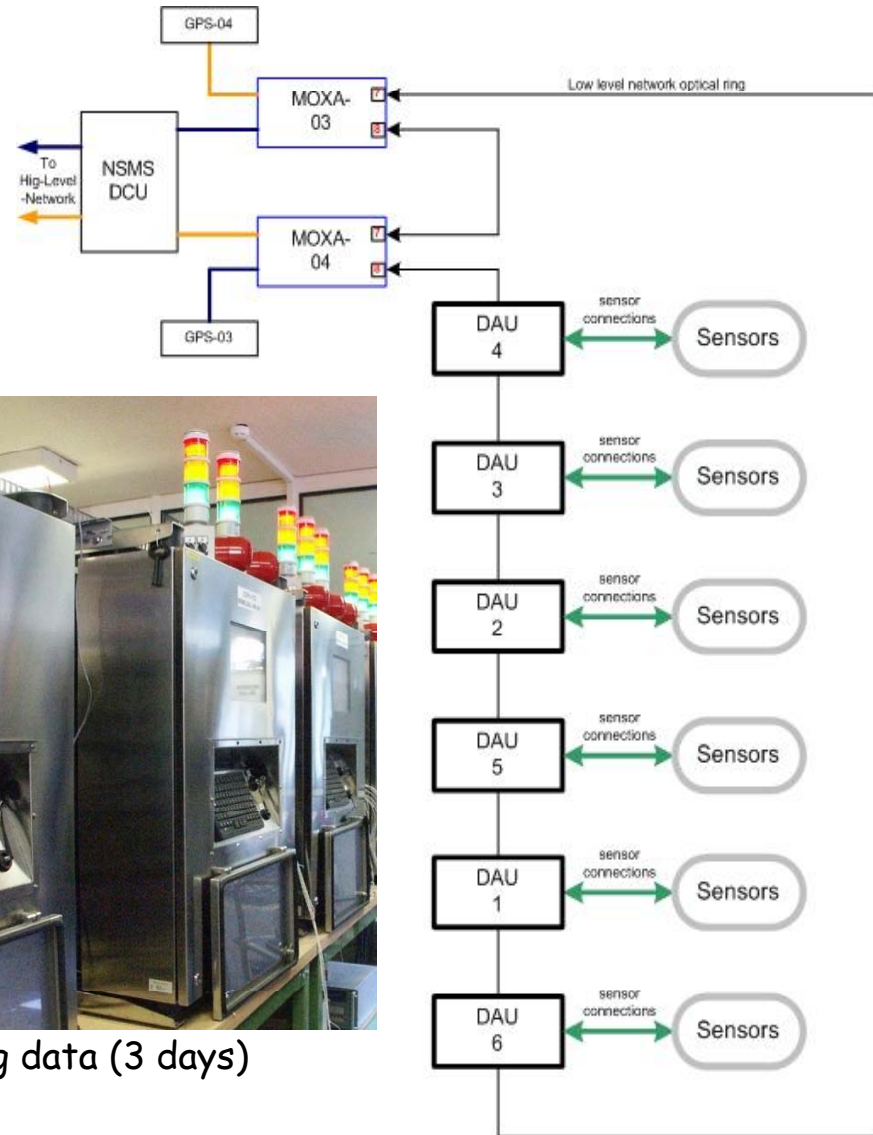 GPS-04
MOXA-
03
7
8
Low level network optical ring
To
Hig-Level
-Network
NSMS
DCU
MOXA-
04
7
8
GPS-03
DAU
4
sensor
connections
Sensors
DAU
3
sensor
connections
Sensors
DAU
2
sensor
connections
Sensors
DAU
5
sensor
connections
Sensors
DAU
1
sensor
connections
Sensors
DAU
6
sensor
connections
Sensors
data (3 days)